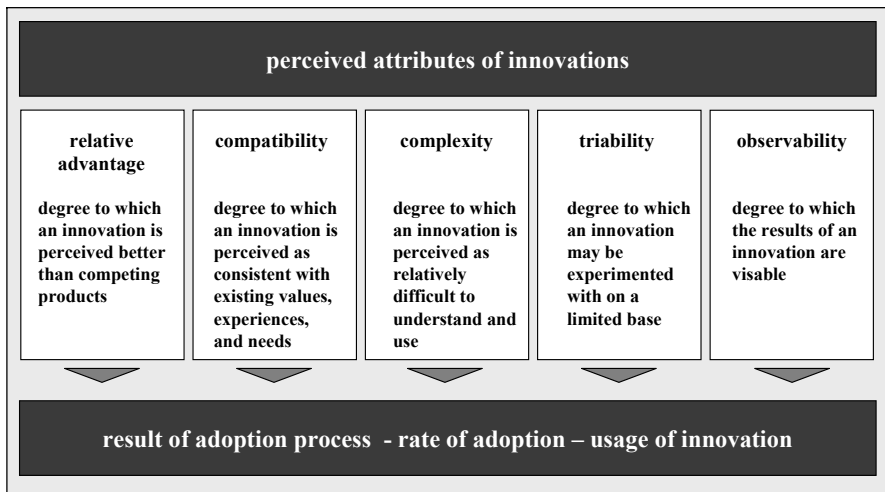 perceived attributes of innovations
relative
advantage
degree to which
an innovation is
perceived better
than competing
products
compatibility
degree to which
an innovation is
perceived as
consistent with
existing values,
experiences,
and needs
complexity
degree to which
an innovation is
perceived as
relatively
difficult to
understand and
use
triability
degree to which
an innovation
may be
experimented
with on a
limited base
observability
degree to which
the results of an
innovation are
visable
result of adoption process - rate of adoption – usage of innovation